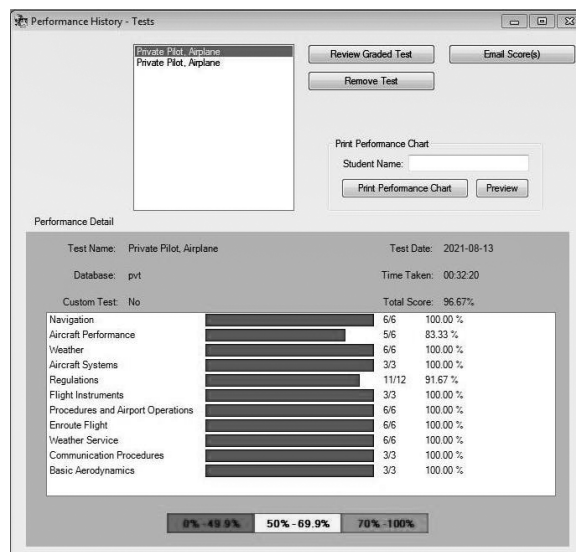 Performance History - Tests
Private Pilot, Airplane
Private Pilot, Airplane
Review Graded Test
Email Score(s)
Remove Test
Print Performance Chart
Student Name:
Print Performance Chart
Preview
Performance Detail
Test Name: Private Pilot, Airplane Test Date: 2021-08-13
Database: pvt Time Taken: 00:32:20
Custom Test: No Total Score: 96.67%
Navigation 6/6 100.00 %
Aircraft Performance 5/6 83.33 %
Weather 6/6 100.00 %
Aircraft Systems 3/3 100.00 %
Regulations 11/12 91.67 %
Flight Instruments 3/3 100.00 %
Procedures and Airport Operations 6/6 100.00 %
Enroute Flight 6/6 100.00 %
Weather Service 6/6 100.00 %
Communication Procedures 3/3 100.00 %
Basic Aerodynamics 3/3 100.00 %
0% -49.9% 50% -69.9% 70% -100%